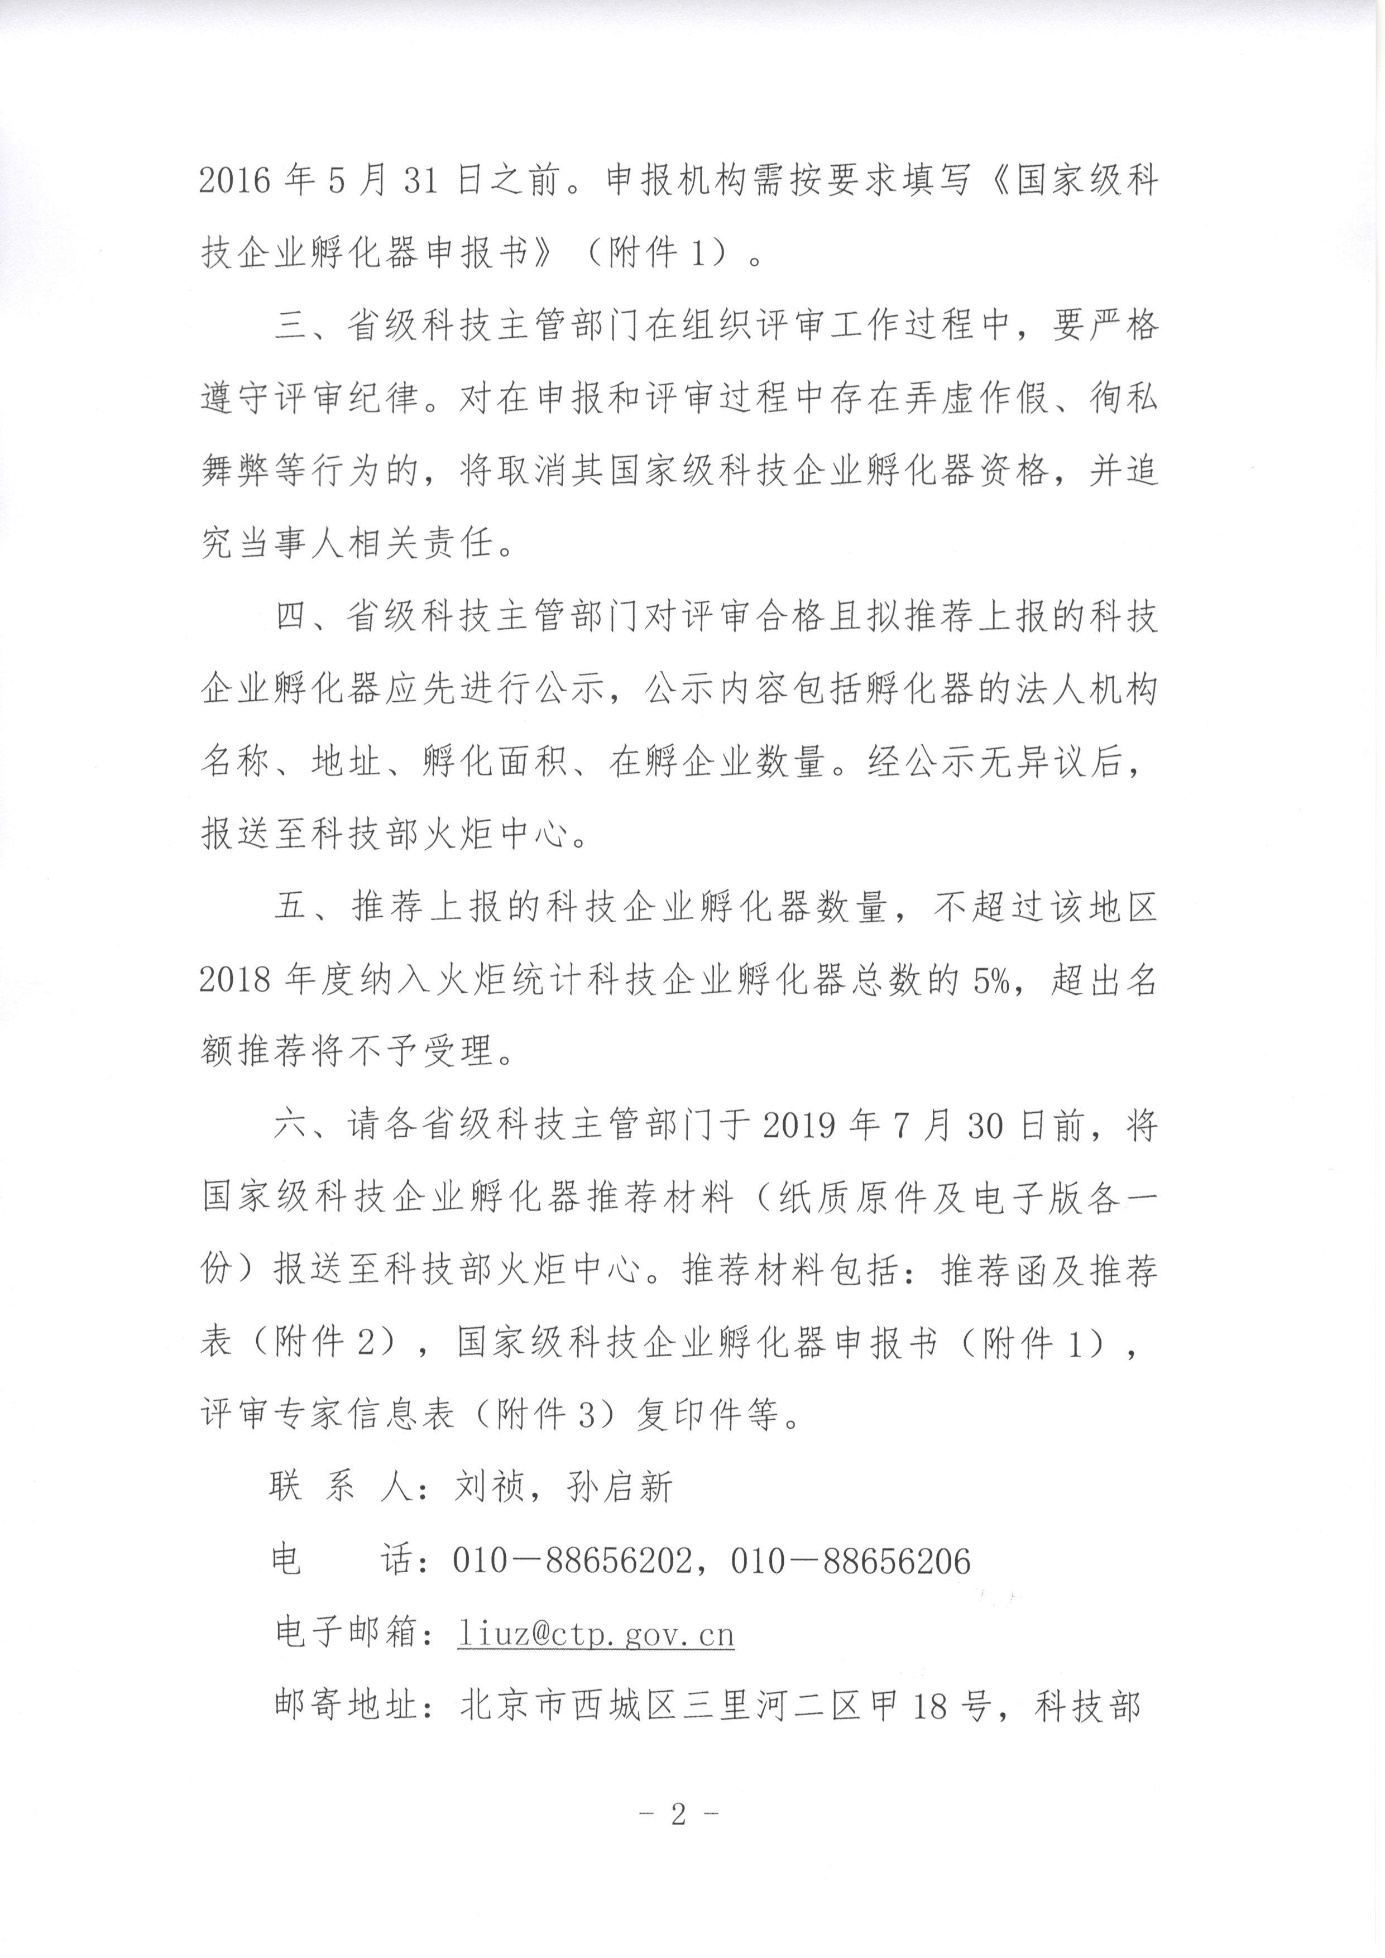 2016 年 5 月 31 日之前。申报机构需按要求填写《国家级科
技企业孵化器申报书》（附件 1）。
三、省级科技主管部门在组织评审工作过程中，要严格
遵守评审纪律。对在申报和评审过程中存在弄虚作假、徇私
舞弊等行为的，将取消其国家级科技企业孵化器资格，并追
究当事人相关责任。
四、省级科技主管部门对评审合格且拟推荐上报的科技
企业孵化器应先进行公示，公示内容包括孵化器的法人机构
名称、地址、孵化面积、在孵企业数量。经公示无异议后，
报送至科技部火炬中心。
五、推荐上报的科技企业孵化器数量，不超过该地区
2018 年度纳入火炬统计科技企业孵化器总数的 5%，超出名
额推荐将不予受理。
六、请各省级科技主管部门于 2019 年 7 月 30 日前，将
国家级科技企业孵化器推荐材料（纸质原件及电子版各一
份）报送至科技部火炬中心。推荐材料包括：推荐函及推荐
表（附件 2），国家级科技企业孵化器申报书（附件 1），
评审专家信息表（附件 3）复印件等。
联 系 人：刘祯，孙启新
电 话：010－88656202，010－88656206
电子邮箱：liuz@ctp.gov.cn
邮寄地址：北京市西城区三里河二区甲 18 号，科技部
- 2 -